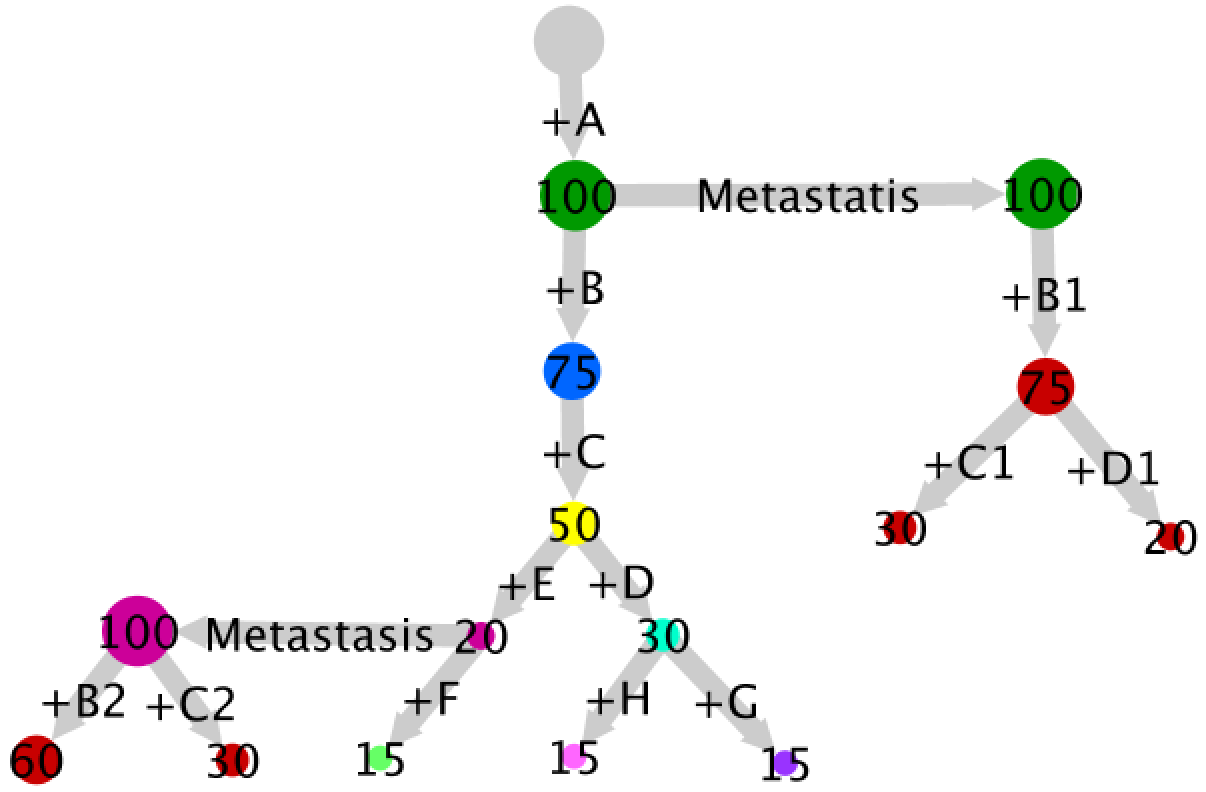 +A
100 Metastatis 100
+B +B1
75 75
+C +C1 +D1
50 30 20
+E +D
100 Metastasis 20 30
+B2 +C2 +F +H +G
60 30 15 15 15